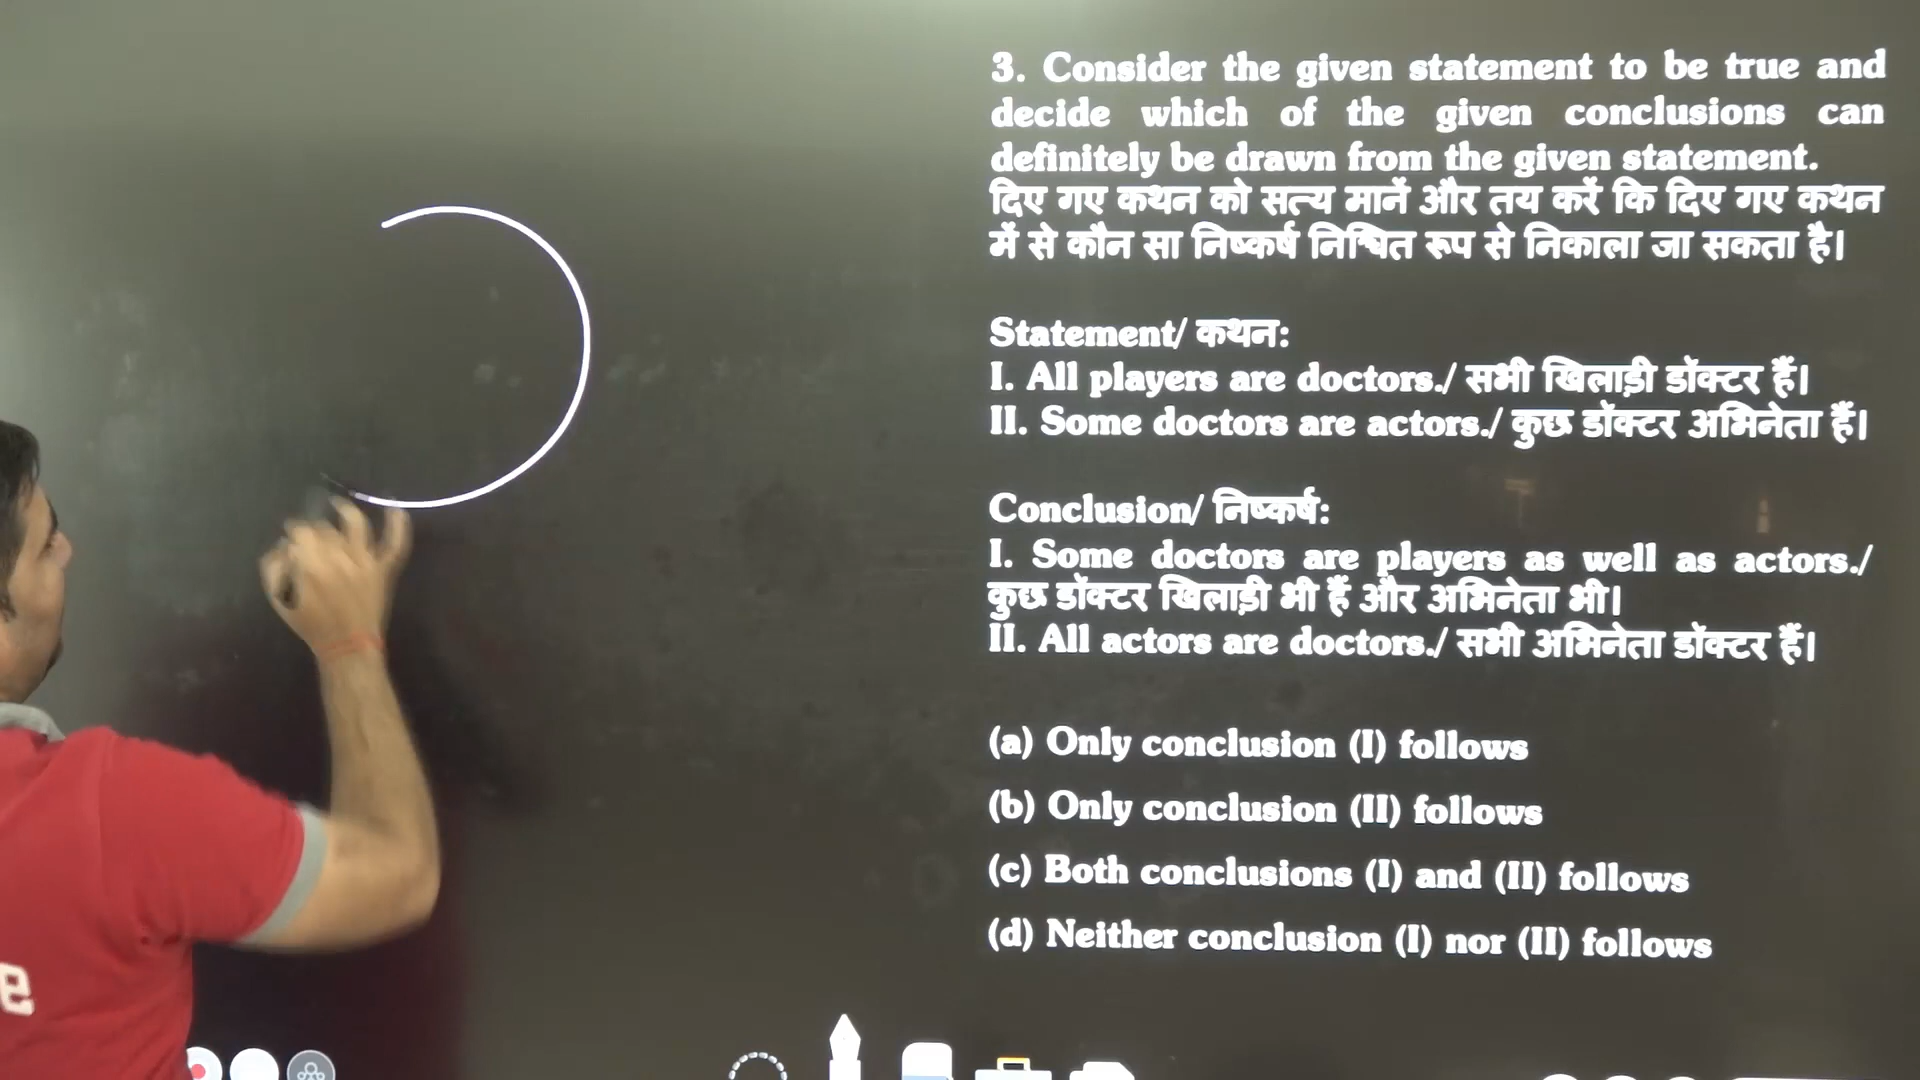 3. Consider the given statement to be true and
decide which of the given conclusions can
definitely be drawn from the given statement.
दिए गए कथन को सत्य मानें और तय करें कि दिए गए कथन
में से कौन सा निष्कर्ष निश्चित रूप से निकाला जा सकता है।
Statement/ कथन:
I. All players are doctors./ सभी खिलाड़ी डॉक्टर हैं।
II. Some doctors are actors./ कुछ डॉक्टर अभिनेता हैं।
Conclusion/ निष्कर्ष:
I. Some doctors are players as well as actors./
कुछ डॉक्टर खिलाड़ी भी हैं और अभिनेता भी।
II. All actors are doctors./ सभी अभिनेता डॉक्टर हैं।
(a) Only conclusion (I) follows
(b) Only conclusion (II) follows
(c) Both conclusions (I) and (II) follows
(d) Neither conclusion (I) nor (II) follows
e